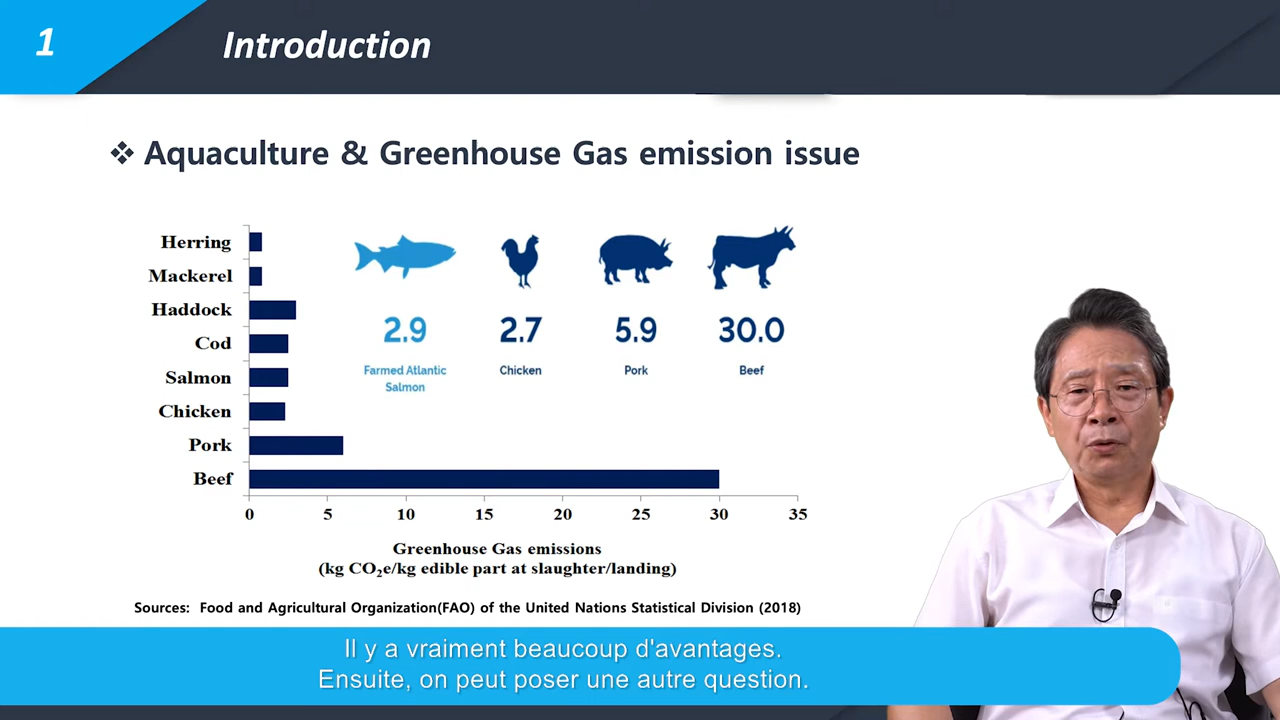 1
Introduction
❖ Aquaculture & Greenhouse Gas emission issue
Herring
Mackerel
Haddock
Cod
Salmon
Chicken
Pork
Beef
0 5 10 15 20 25 30 35
Greenhouse Gas emissions
(kg CO₂e/kg edible part at slaughter/landing)
2.9 2.7 5.9 30.0
Farmed Atlantic Chicken Pork Beef
Salmon
Sources: Food and Agricultural Organization(FAO) of the United Nations Statistical Division (2018)
Il y a vraiment beaucoup d'avantages.
Ensuite, on peut poser une autre question.